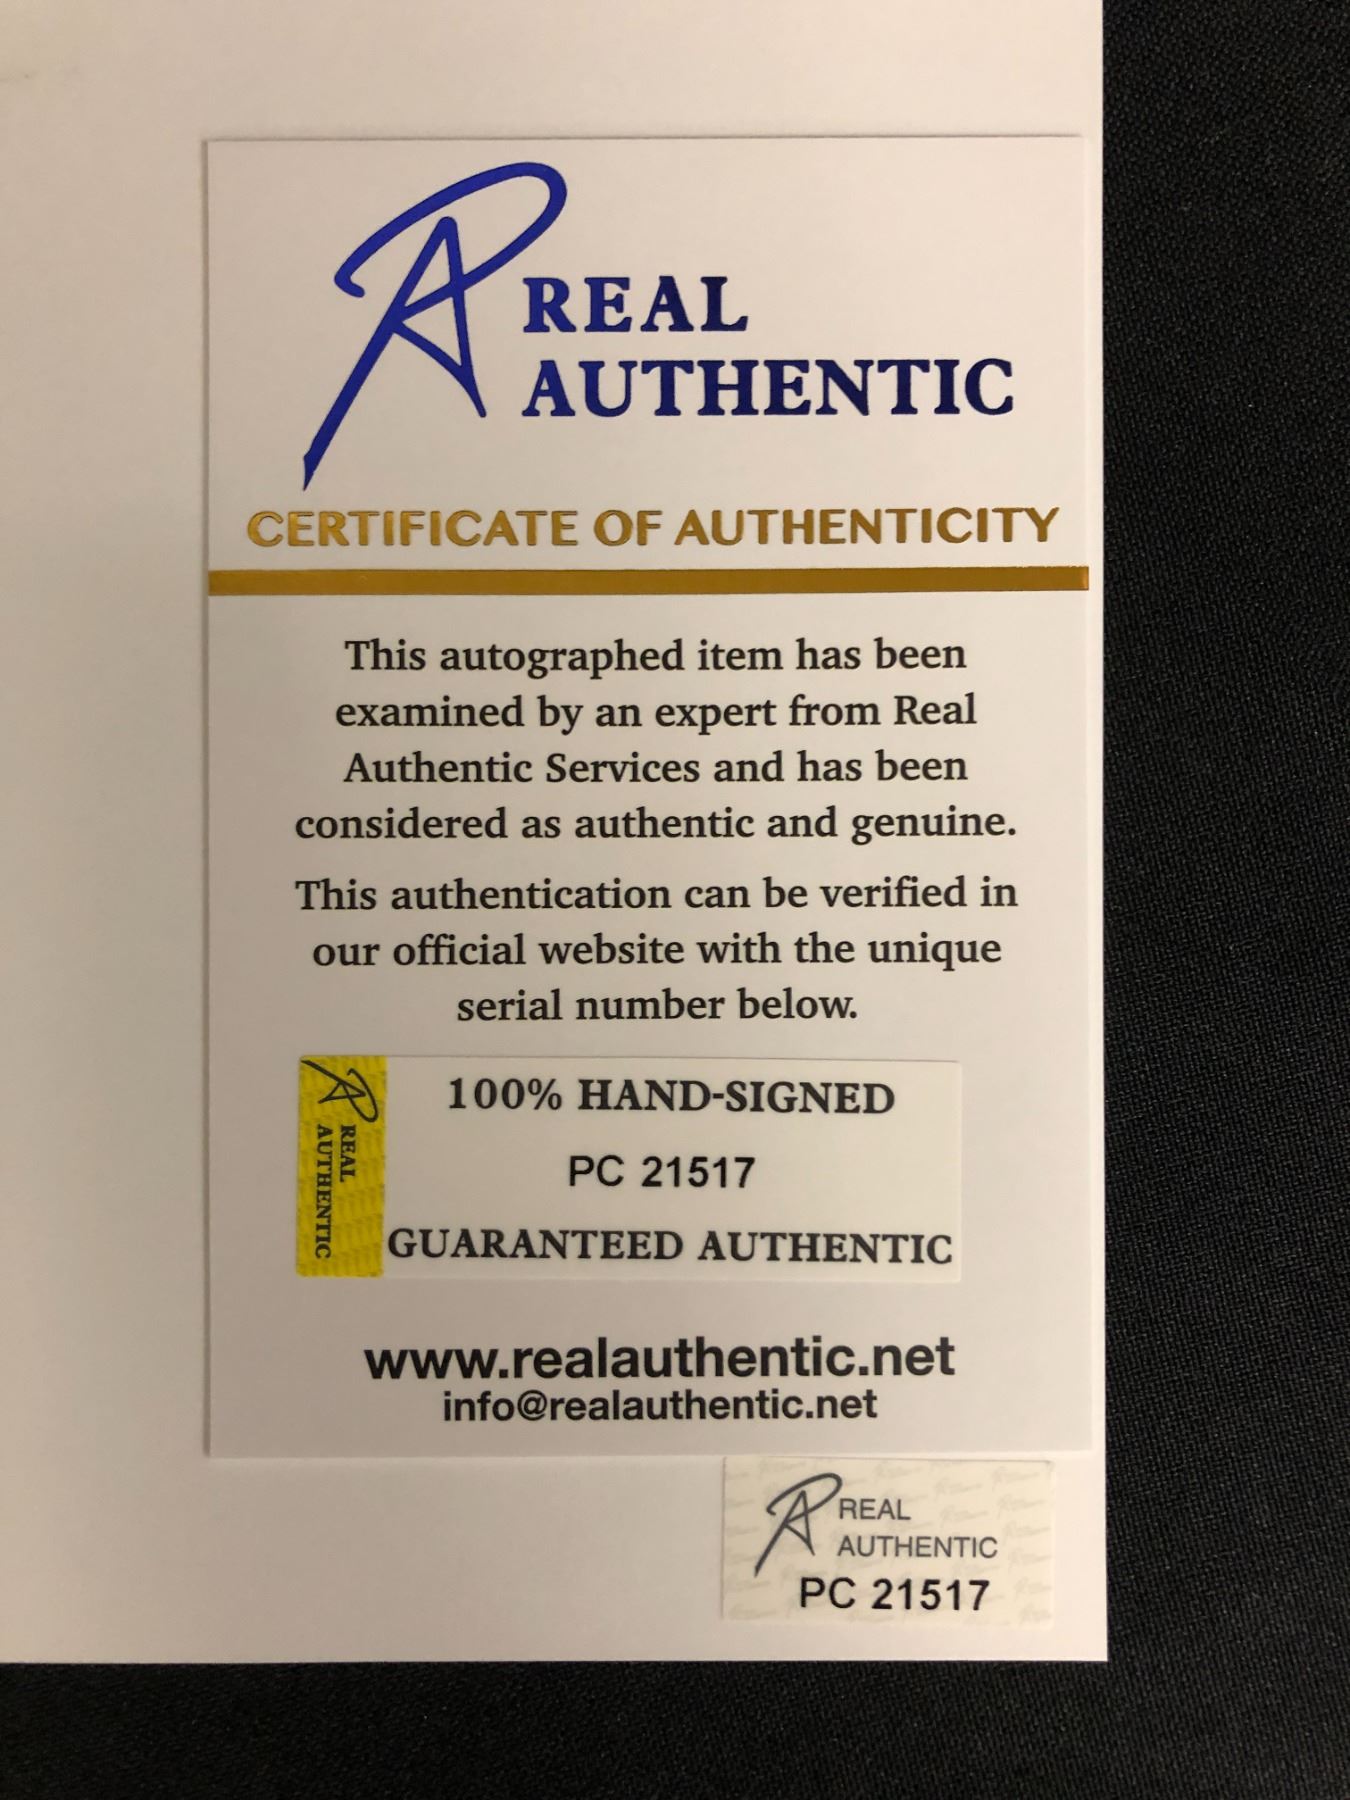 REAL
AUTHENTIC
CERTIFICATE OF AUTHENTICITY
This autographed item has been
examined by an expert from Real
Authentic Services and has been
considered as authentic and genuine.
This authentication can be verified in
our official website with the unique
serial number below.
REAL
AUTHENTIC
100% HAND-SIGNED
PC 21517
GUARANTEED AUTHENTIC
www.realauthentic.net
info@realauthentic.net
REAL
AUTHENTIC
PC 21517